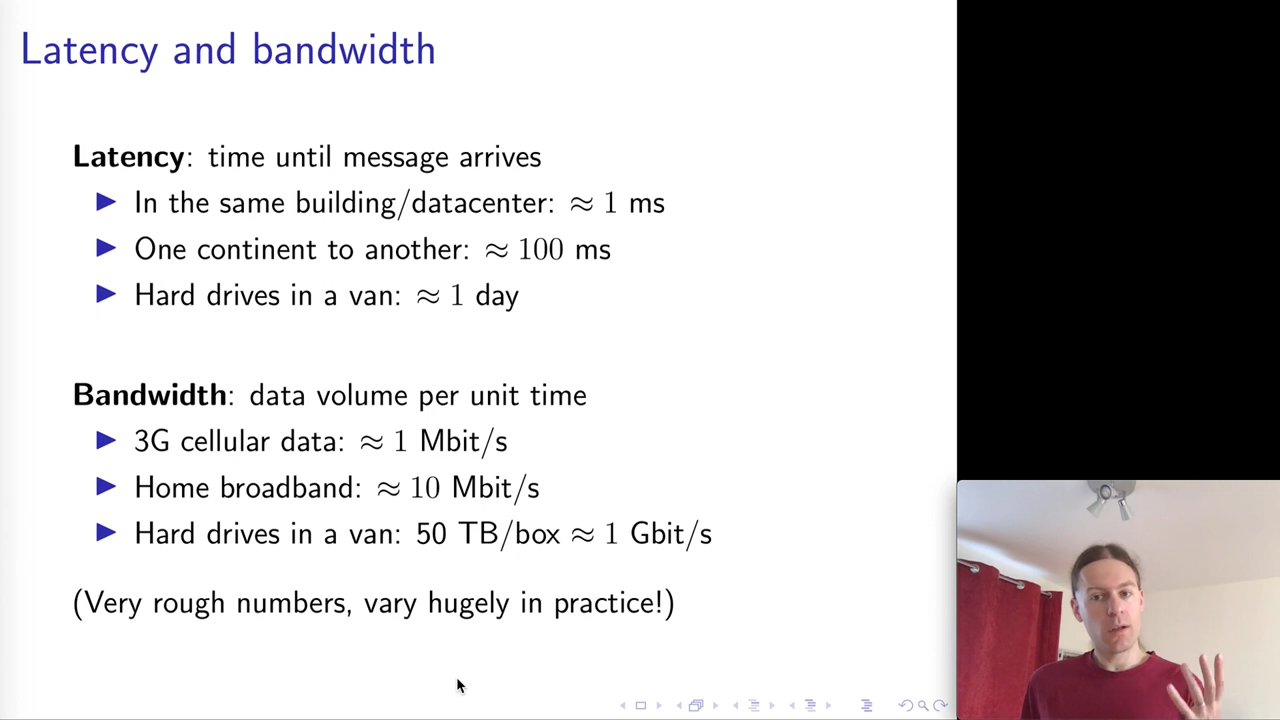 Latency and bandwidth
Latency: time until message arrives
▶ In the same building/datacenter: ≈ 1 ms
▶ One continent to another: ≈ 100 ms
▶ Hard drives in a van: ≈ 1 day
Bandwidth: data volume per unit time
▶ 3G cellular data: ≈ 1 Mbit/s
▶ Home broadband: ≈ 10 Mbit/s
▶ Hard drives in a van: 50 TB/box ≈ 1 Gbit/s
(Very rough numbers, vary hugely in practice!)